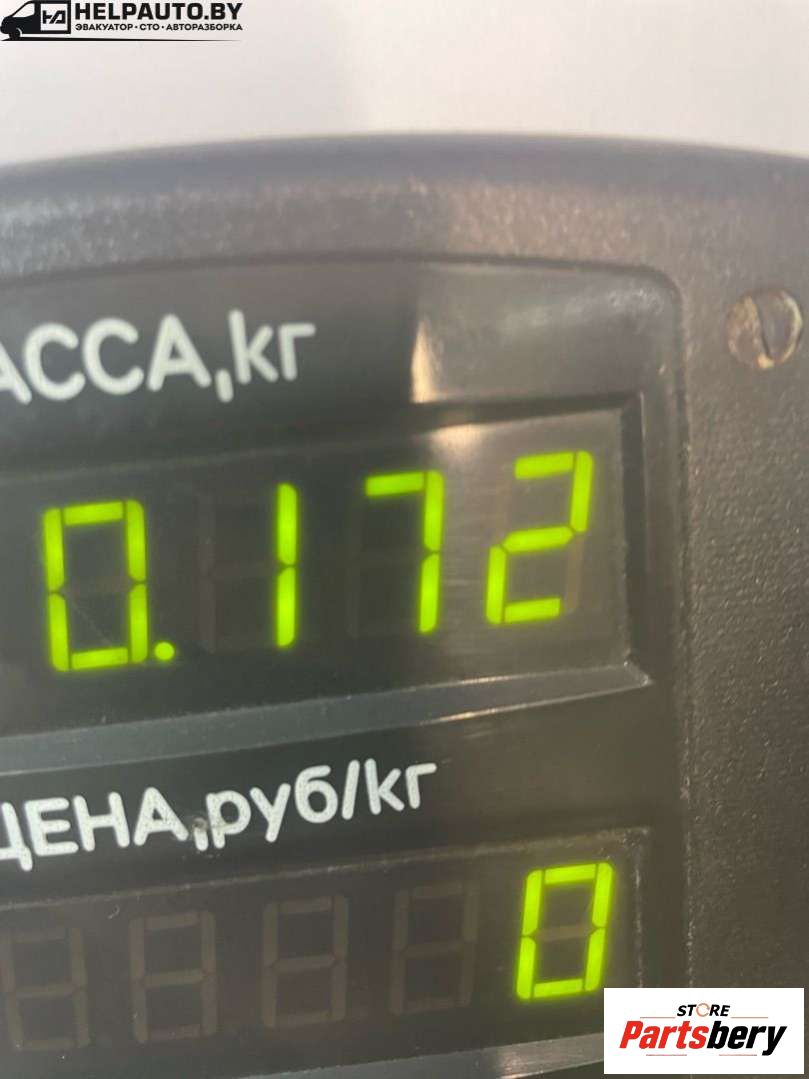 HELPAUTO.BY
ЭВАКУАТОР • СТО • АВТОРАЗБОРКА
АССА,кг
0.172
ЦЕНА,руб/кг
0
STORE
Partsbery